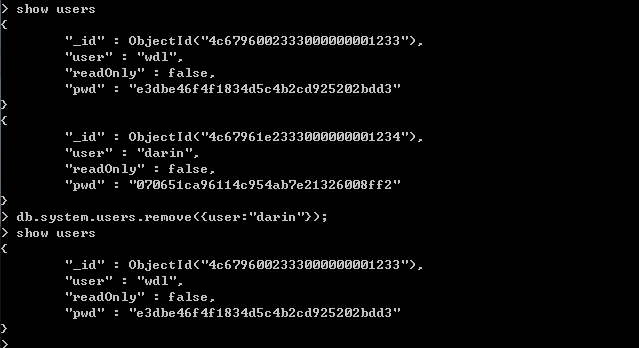 > show users
{
        "_id" : ObjectId("4c6796002333000000001233"),
        "user" : "wdl",
        "readOnly" : false,
        "pwd" : "e3dbe46f4f1834d5c4b2cd925202bdd3"
}
{
        "_id" : ObjectId("4c67961e2333000000001234"),
        "user" : "darin",
        "readOnly" : false,
        "pwd" : "070651ca96114c954ab7e21326008ff2"
}
> db.system.users.remove({user:"darin"});
> show users
{
        "_id" : ObjectId("4c6796002333000000001233"),
        "user" : "wdl",
        "readOnly" : false,
        "pwd" : "e3dbe46f4f1834d5c4b2cd925202bdd3"
}
>